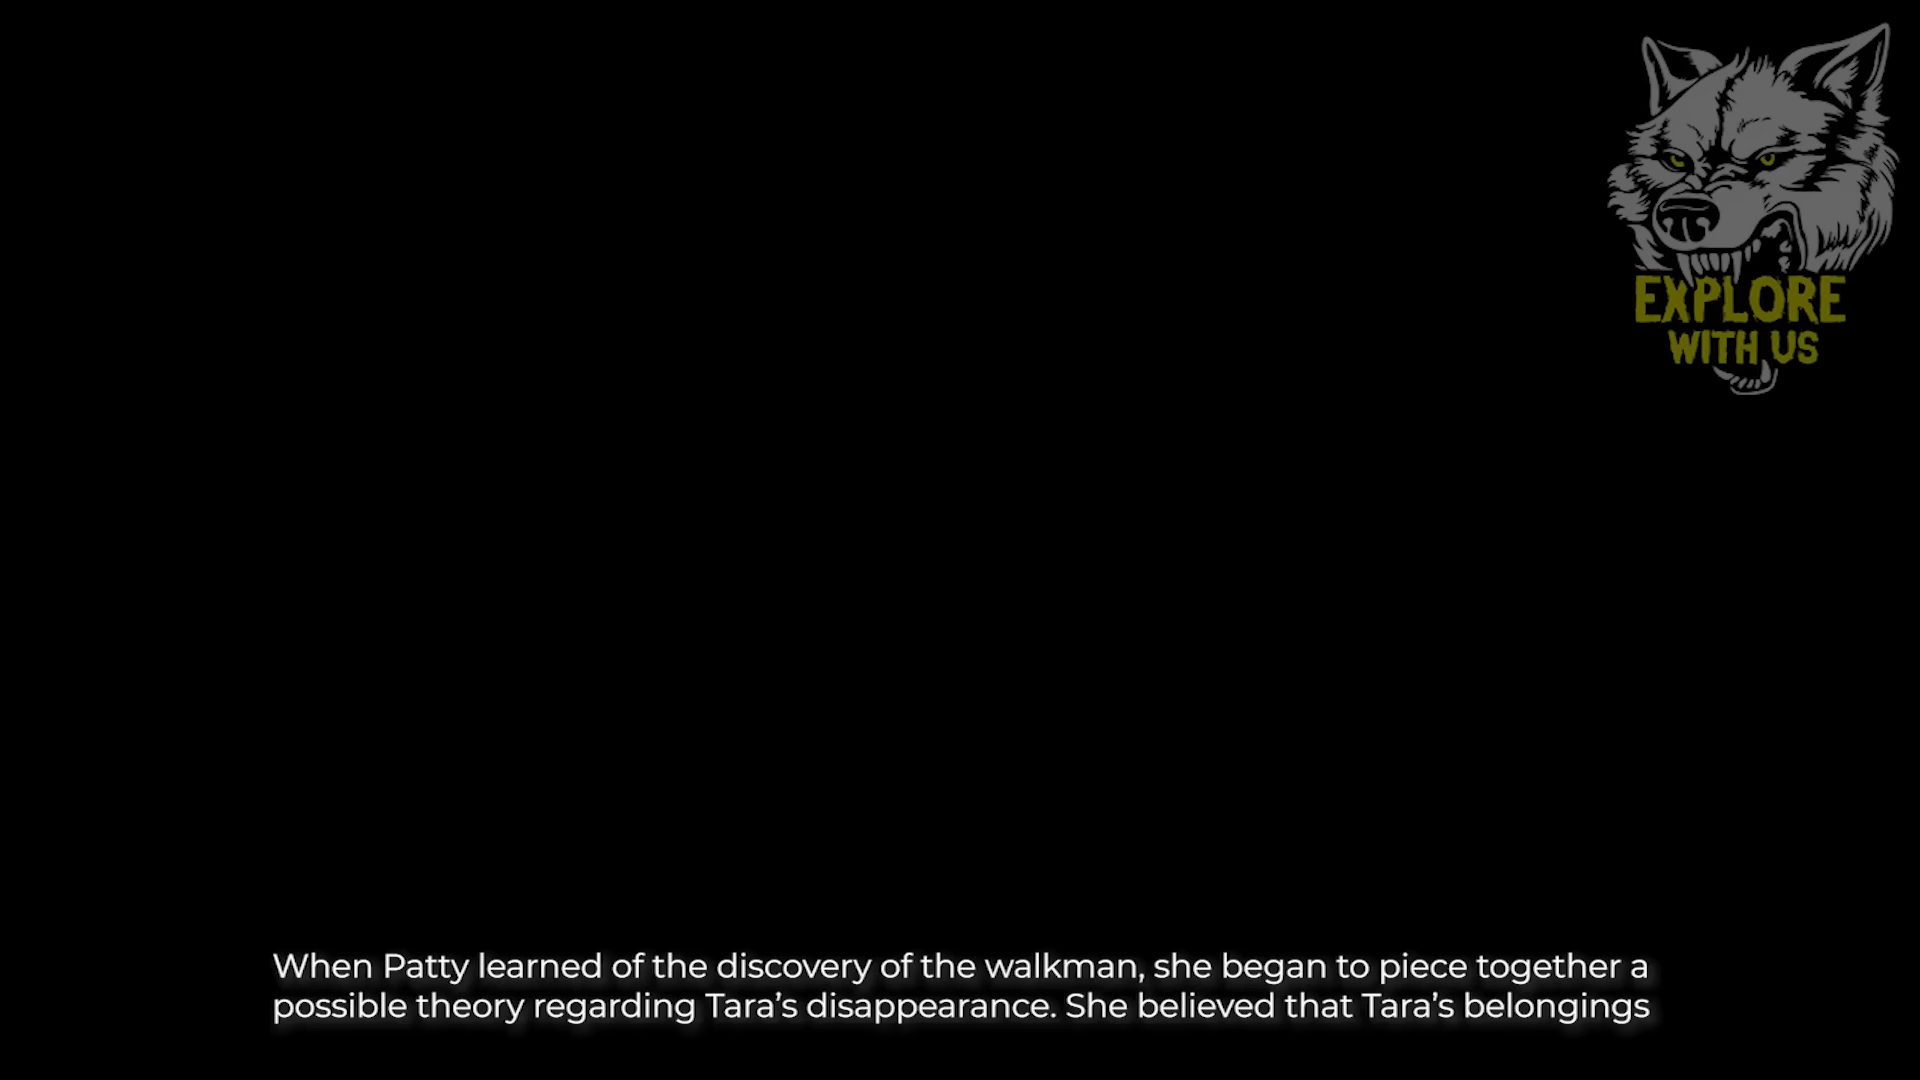 EXPLORE
WITH US
When Patty learned of the discovery of the walkman, she began to piece together a
possible theory regarding Tara’s disappearance. She believed that Tara’s belongings